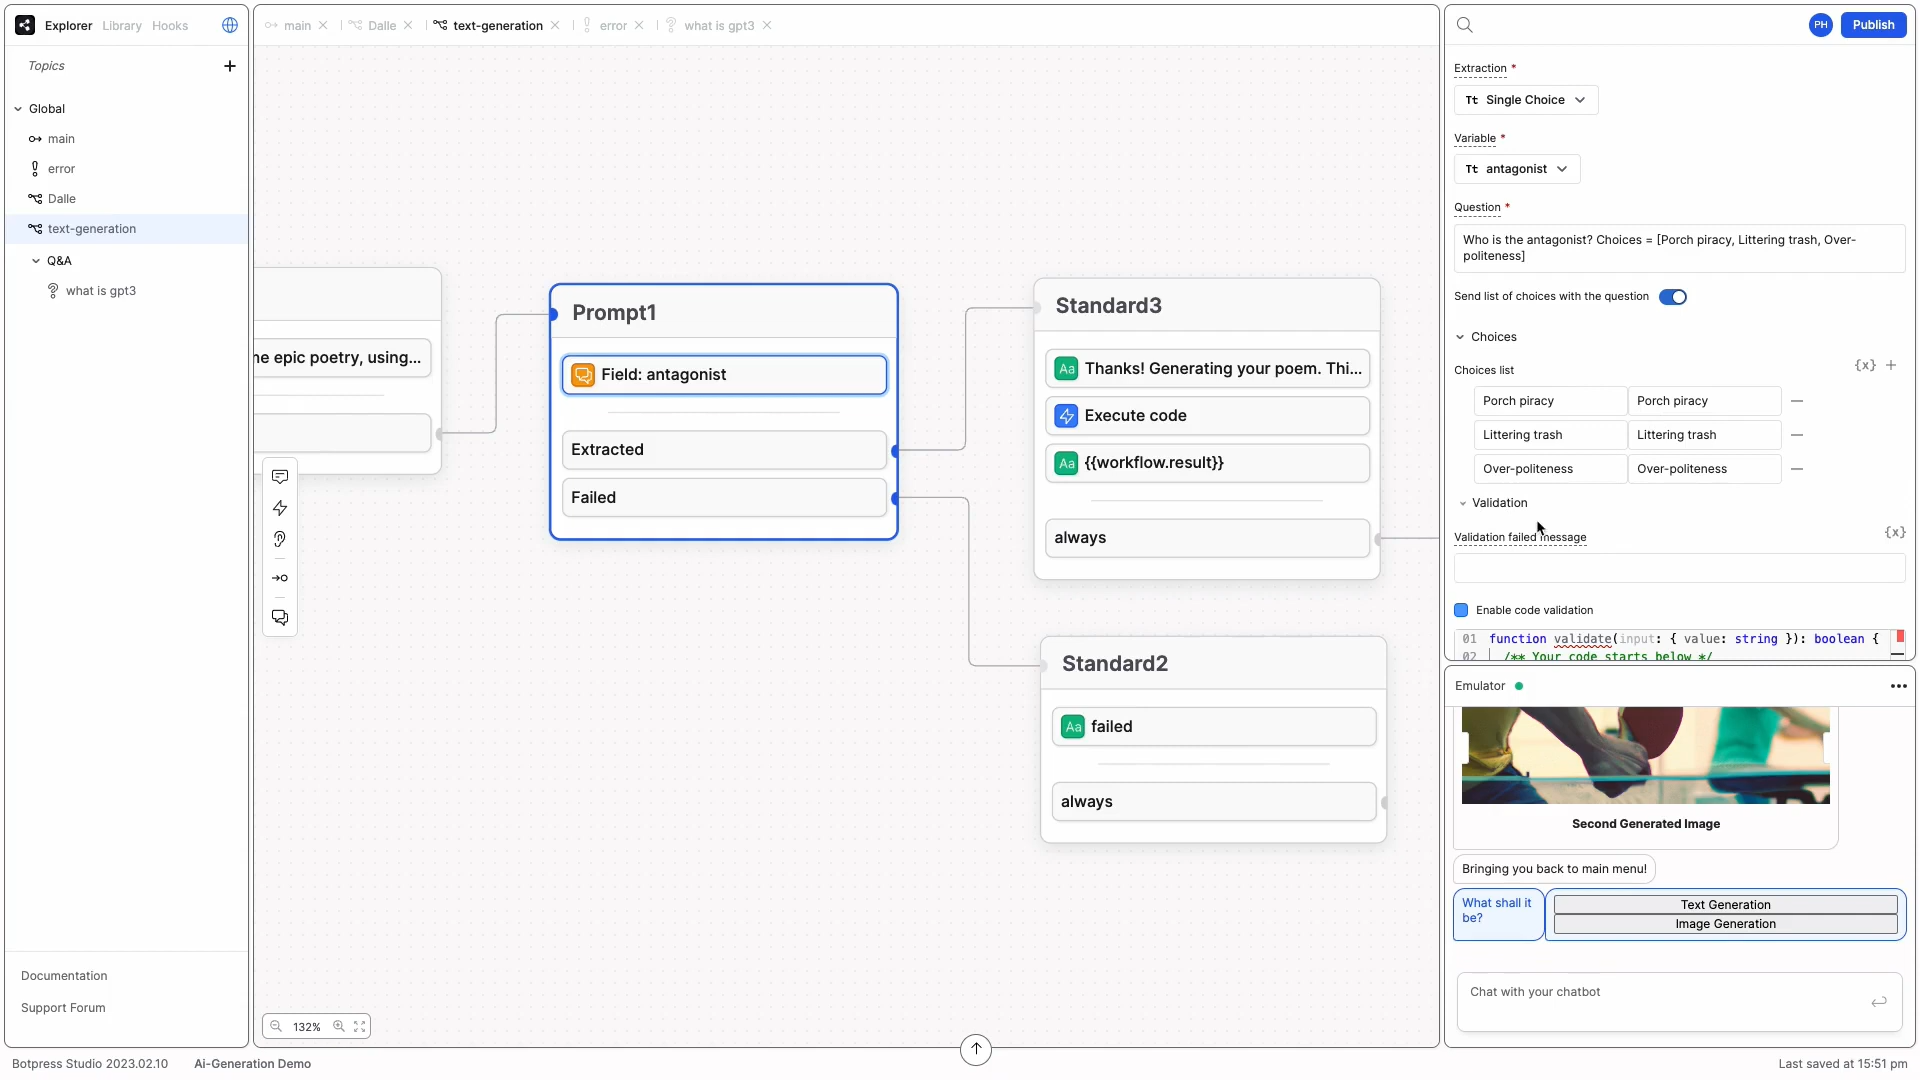 Explorer Library Hooks
Topics
Global
main
error
Dalle
text-generation
Q&A
what is gpt3
Documentation
Support Forum
main
Dalle
text-generation
error
what is gpt3
he epic poetry, using...
Prompt1
Field: antagonist
Extracted
Failed
Standard3
Aa Thanks! Generating your poem. Thi...
Execute code
Aa {{workflow.result}}
always
Standard2
Aa failed
always
132%
PH Publish
Extraction *
Tt Single Choice
Variable *
Tt antagonist
Question *
Who is the antagonist? Choices = [Porch piracy, Littering trash, Over-
politeness]
Send list of choices with the question
Choices
Choices list {x}
Porch piracy Porch piracy
Littering trash Littering trash
Over-politeness Over-politeness
Validation
Validation failed message {x}
Enable code validation
01 function validate(input: { value: string }): boolean {
02 /** Your code starts below */
Emulator
Second Generated Image
Bringing you back to main menu!
What shall it
be?
Text Generation
Image Generation
Chat with your chatbot
Botpress Studio 2023.02.10 Ai-Generation Demo
Last saved at 15:51 pm